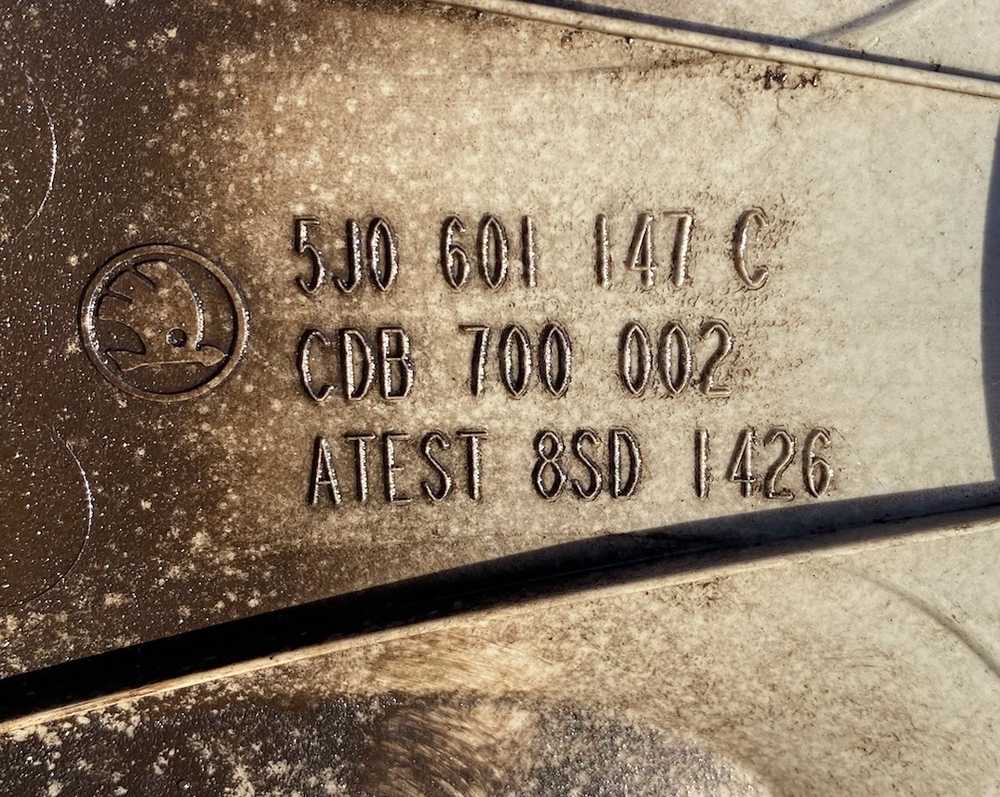 5J0 601 147 C
CDB 700 002
ATEST 8SD 1426